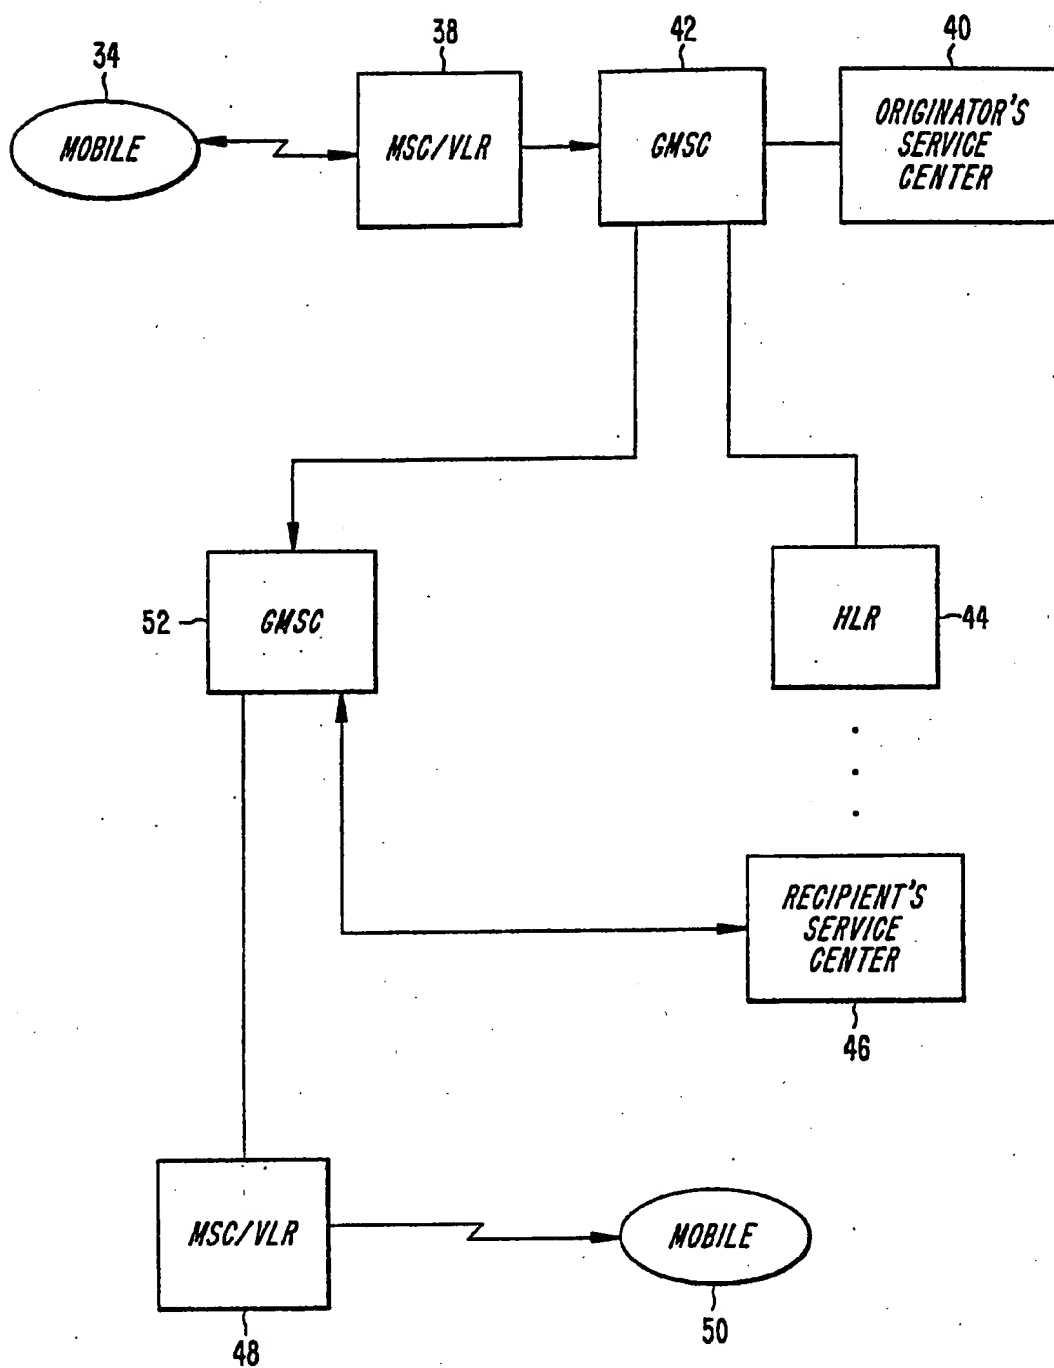 34
38
42
40
MOBILE
MSC/VLR
GMSC
ORIGINATOR'S
SERVICE
CENTER
52
GMSC
HLR
44
RECIPIENT'S
SERVICE
CENTER
46
MSC/VLR
MOBILE
48
50